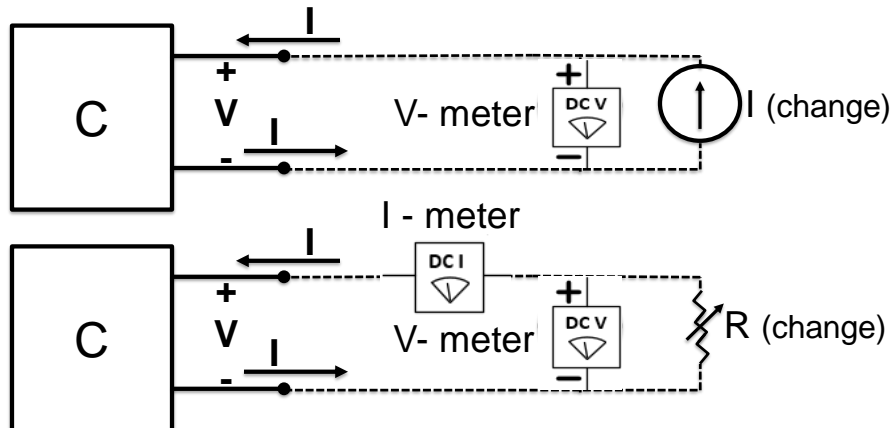 I
+
C
V
-
I
V- meter
+
DC V
−
I (change)
I - meter
I
DC I
+
C
V
-
I
V- meter
+
DC V
−
R (change)